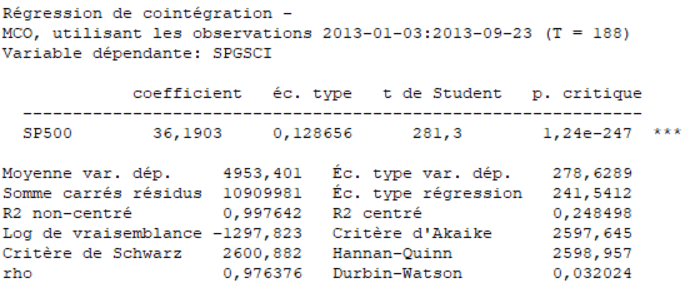 Régression de cointégration -
MCO, utilisant les observations 2013-01-03:2013-09-23 (T = 188)
Variable dépendante: SPGSCI
coefficient éc. type t de Student p. critique
---------------------------------------------------------------
SP500 36,1903 0,128656 281,3 1,24e-247 ***
Moyenne var. dép. 4953,401 Éc. type var. dép. 278,6289
Somme carrés résidus 10909981 Éc. type régression 241,5412
R2 non-centré 0,997642 R2 centré 0,248498
Log de vraisemblance -1297,823 Critère d'Akaike 2597,645
Critère de Schwarz 2600,882 Hannan-Quinn 2598,957
rho 0,976376 Durbin-Watson 0,032024